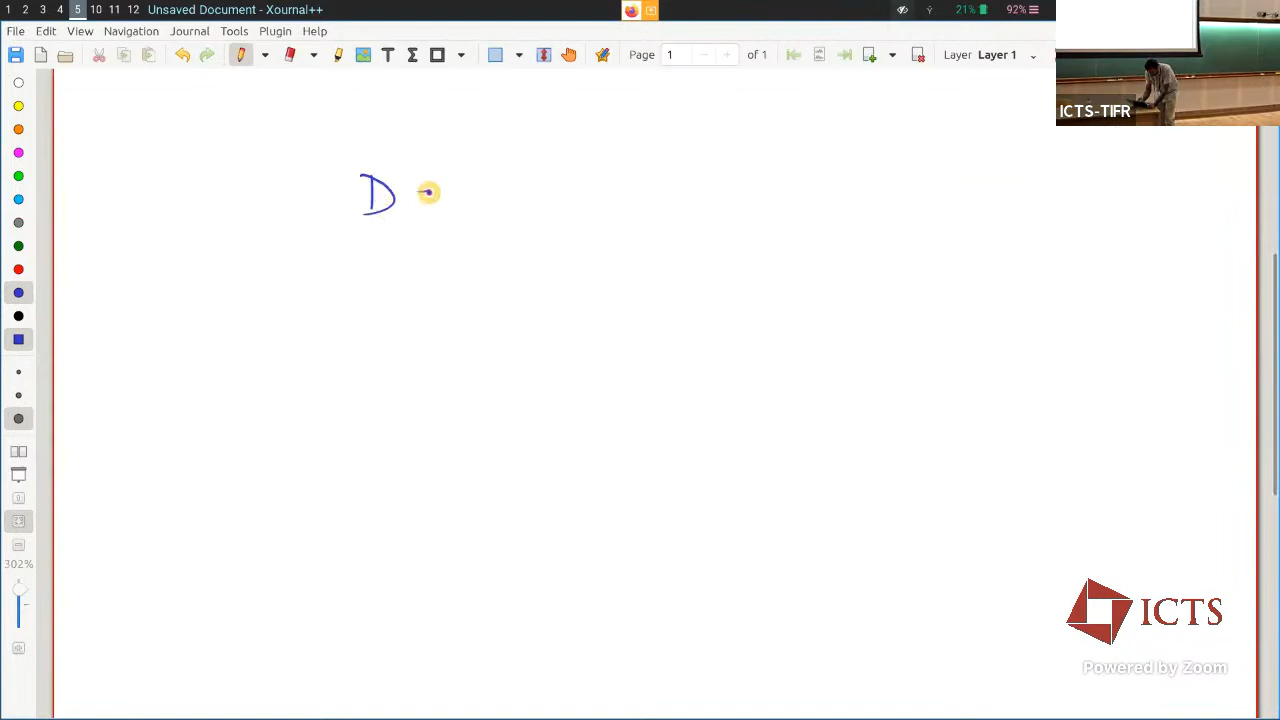 1 2 3 4 5 10 11 12 Unsaved Document - Xournal++ 21% 92%
File Edit View Navigation Journal Tools Plugin Help
Page 1 of Layer Layer 1
ICTS-TIFR
D -
302%
ICTS
Powered by Zoom